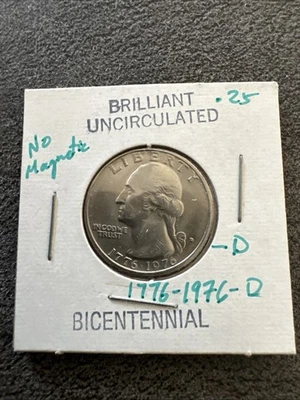 BRILLIANT .25
UNCIRCULATED
No
Magnetic
LIBERTY
IN GOD WE
TRUST
D
1776-1976
-D
1776-1976-D
BICENTENNIAL